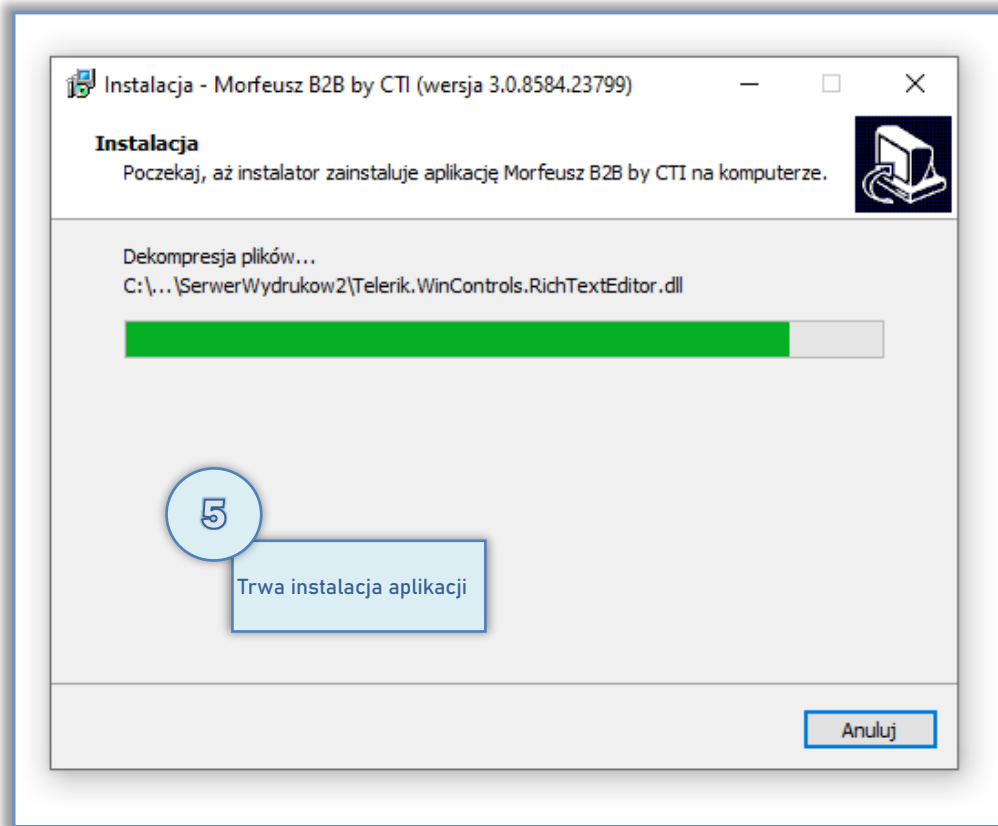 Instalacja - Morfeusz B2B by CTI (wersja 3.0.8584.23799)
Instalacja
Poczekaj, aż instalator zainstaluje aplikację Morfeusz B2B by CTI na komputerze.
Dekompresja plików...
C:\...\SerwerWydrukow2\Telerik.WinControls.RichTextEditor.dll
5
Trwa instalacja aplikacji
Anuluj